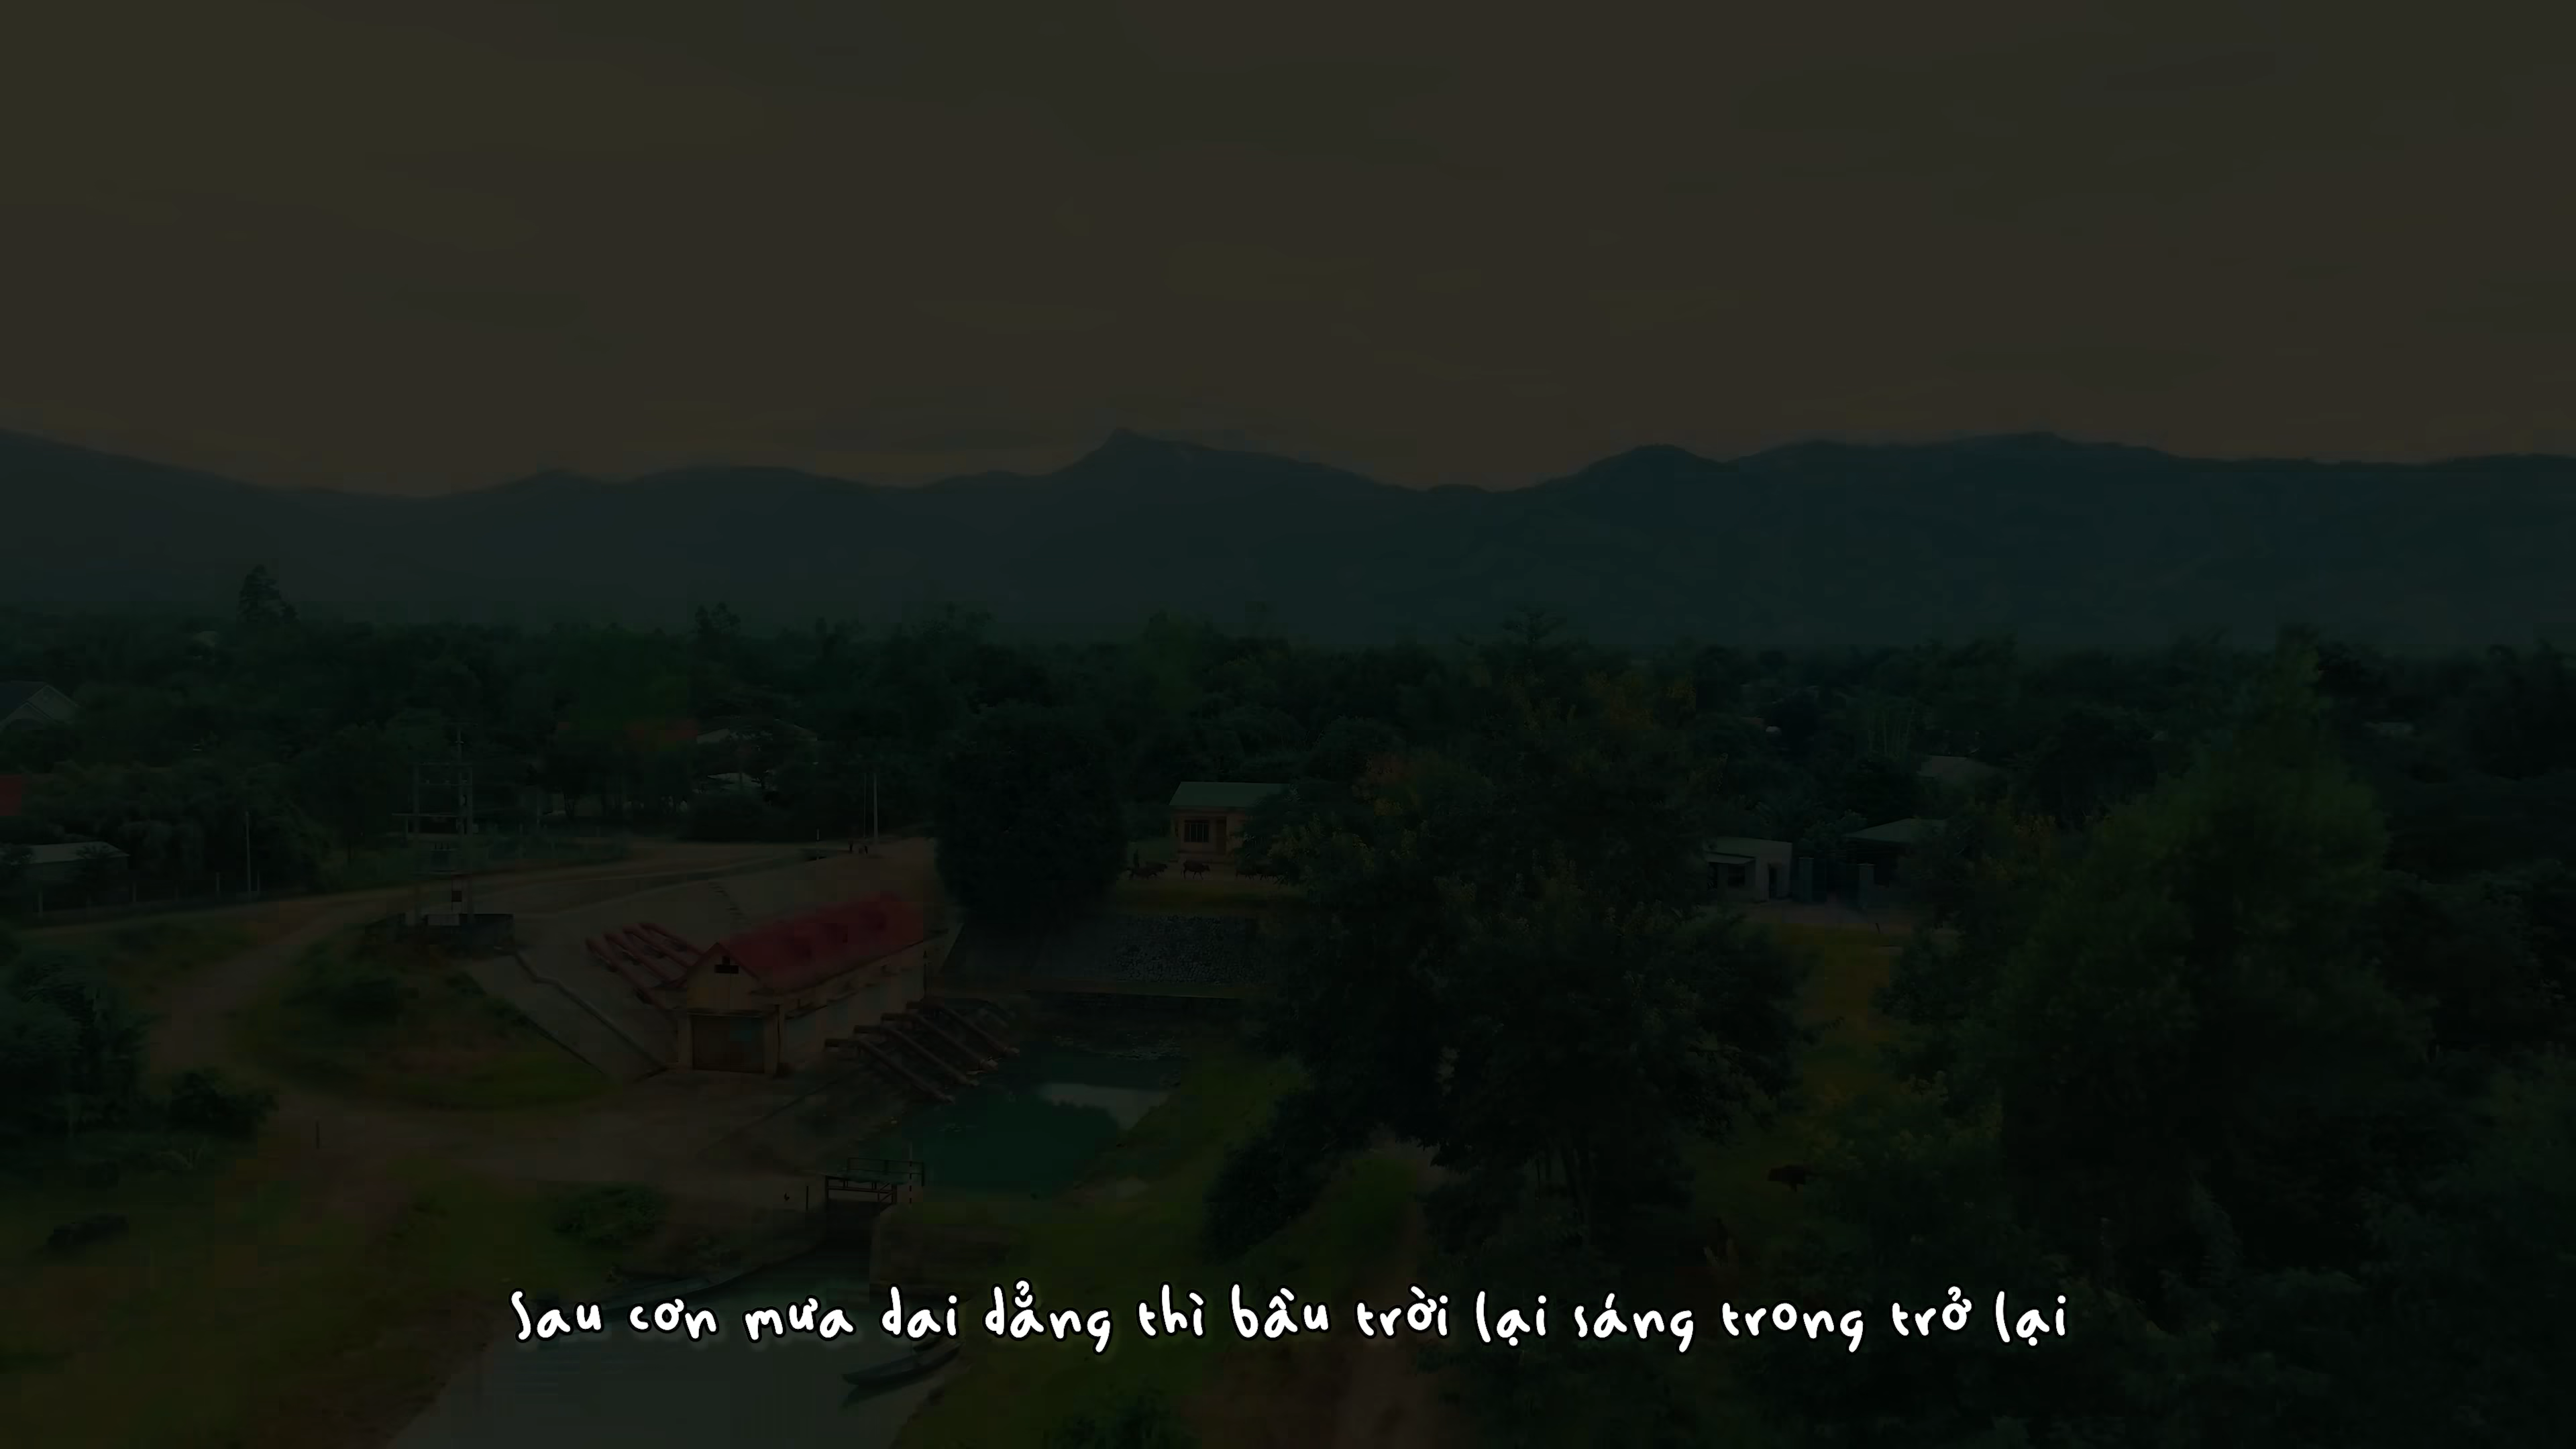 Sau cơn mưa dai dẳng thì bầu trời lại sáng trong trở lại